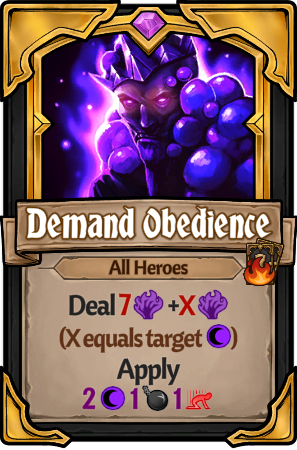 Demand Obedience
All Heroes
Deal 7 + X
(X equals target )
Apply
2 1 1